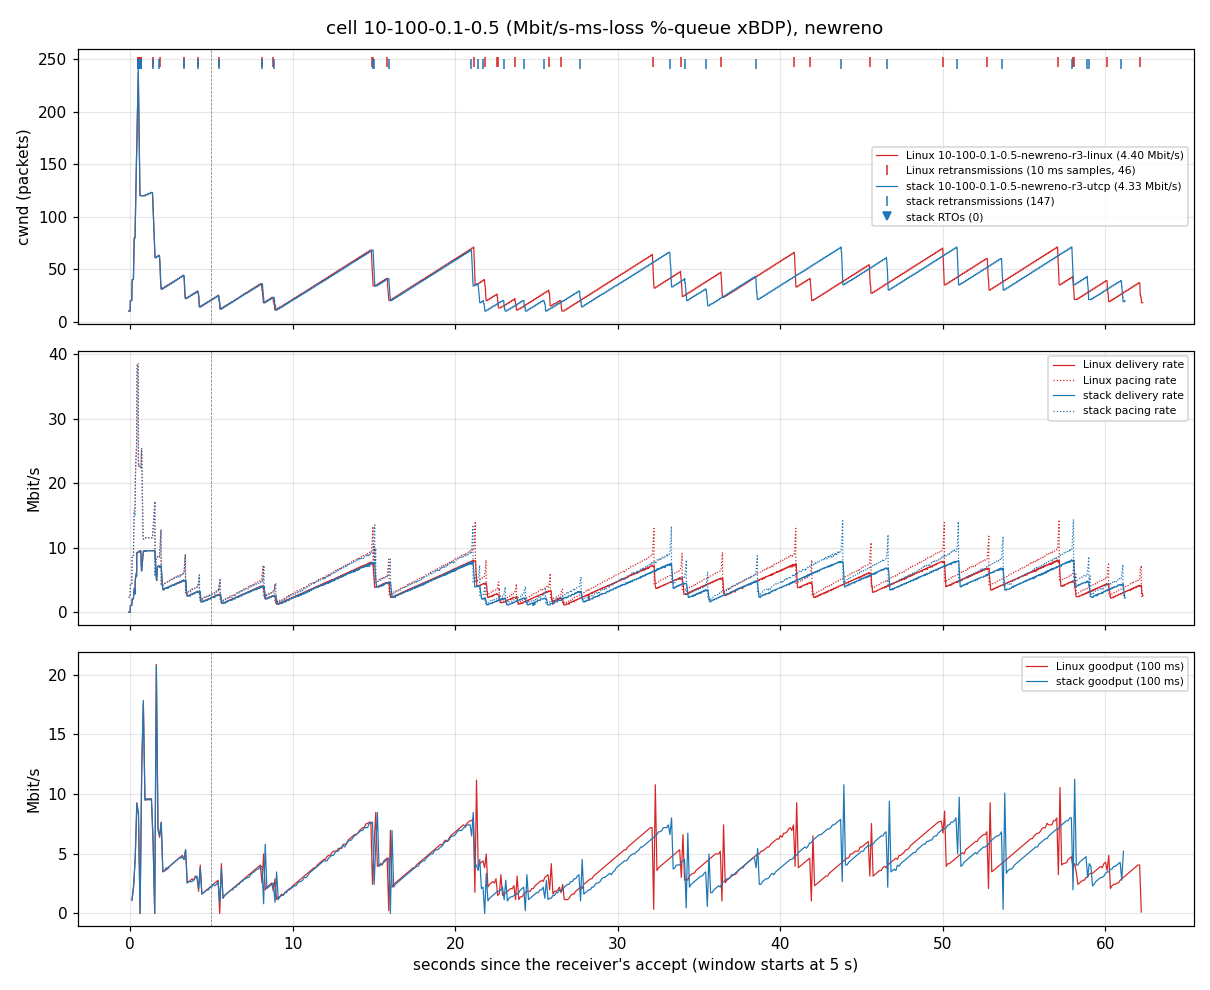 cell 10-100-0.1-0.5 (Mbit/s-ms-loss %-queue xBDP), newreno
250
200
150
100
50
0
cwnd (packets)
Linux 10-100-0.1-0.5-newreno-r3-linux (4.40 Mbit/s)
Linux retransmissions (10 ms samples, 46)
stack 10-100-0.1-0.5-newreno-r3-utcp (4.33 Mbit/s)
stack retransmissions (147)
stack RTOs (0)
40
30
20
10
0
Mbit/s
Linux delivery rate
Linux pacing rate
stack delivery rate
stack pacing rate
20
15
10
5
0
Mbit/s
Linux goodput (100 ms)
stack goodput (100 ms)
0 10 20 30 40 50 60
seconds since the receiver's accept (window starts at 5 s)